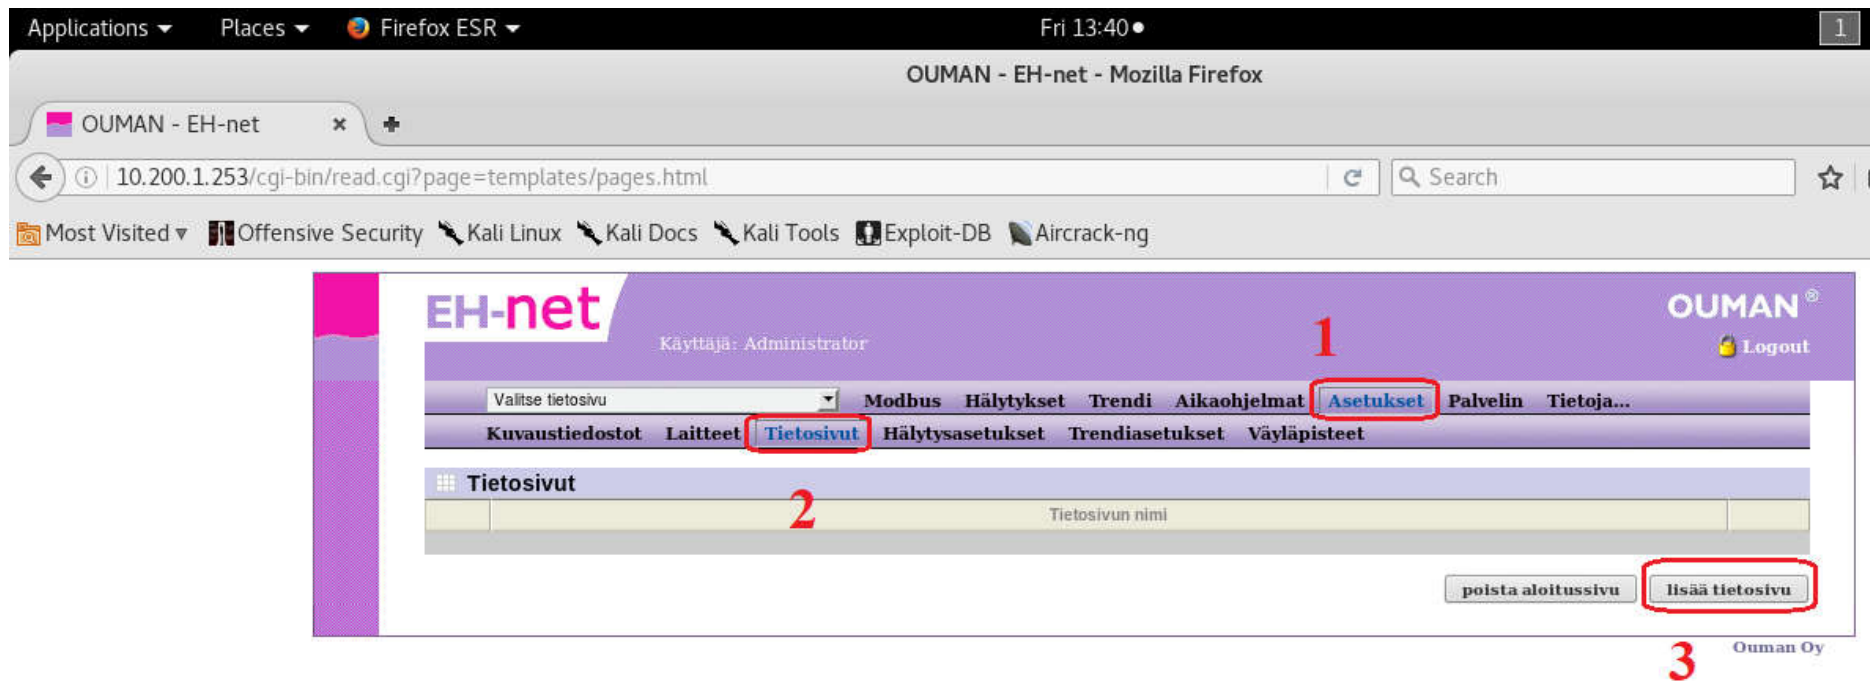 Applications Places Firefox ESR Fri 13:40 1
OUMAN - EH-net - Mozilla Firefox
OUMAN - EH-net
10.200.1.253/cgi-bin/read.cgi?page=templates/pages.html Search
Most Visited Offensive Security Kali Linux Kali Docs Kali Tools Exploit-DB Aircrack-ng
EH-net OUMAN ®
Käyttäjä: Administrator 1 Logout
Valitse tietosivu Modbus Hälytykset Trendi Aikaohjelmat Asetukset Palvelin Tietoja...
Kuvaustiedostot Laitteet Tietosivut Hälytysasetukset Trendiasetukset Väyläpisteet
Tietosivut
2 Tietosivun nimi
poista aloitussivu lisää tietosivu
3 Ouman Oy